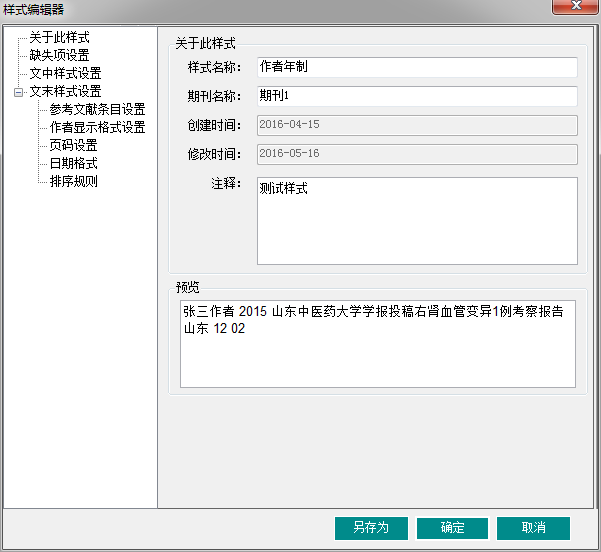 样式编辑器
关于此样式
缺失项设置
文中样式设置
文末样式设置
参考文献条目设置
作者显示格式设置
页码设置
日期格式
排序规则
关于此样式
样式名称： 作者年制
期刊名称： 期刊1
创建时间： 2016-04-15
修改时间： 2016-05-16
注释： 测试样式
预览
张三作者 2015 山东中医药大学学报投稿右肾血管变异1例考察报告
山东 12 02
另存为 确定 取消